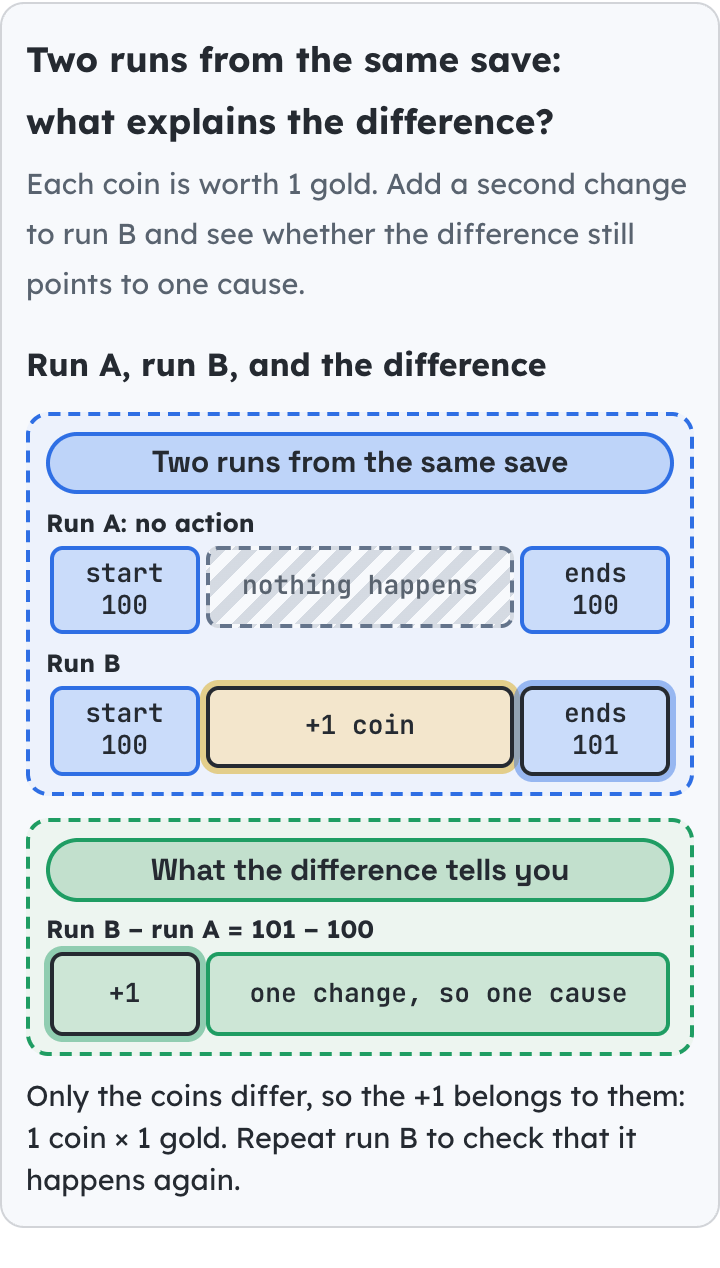 Two runs from the same save:
what explains the difference?
Each coin is worth 1 gold. Add a second change
to run B and see whether the difference still
points to one cause.
Run A, run B, and the difference
Two runs from the same save
Run A: no action
start
100
nothing happens
ends
100
Run B
start
100
+1 coin
ends
101
What the difference tells you
Run B – run A = 101 – 100
+1
one change, so one cause
Only the coins differ, so the +1 belongs to them:
1 coin × 1 gold. Repeat run B to check that it
happens again.